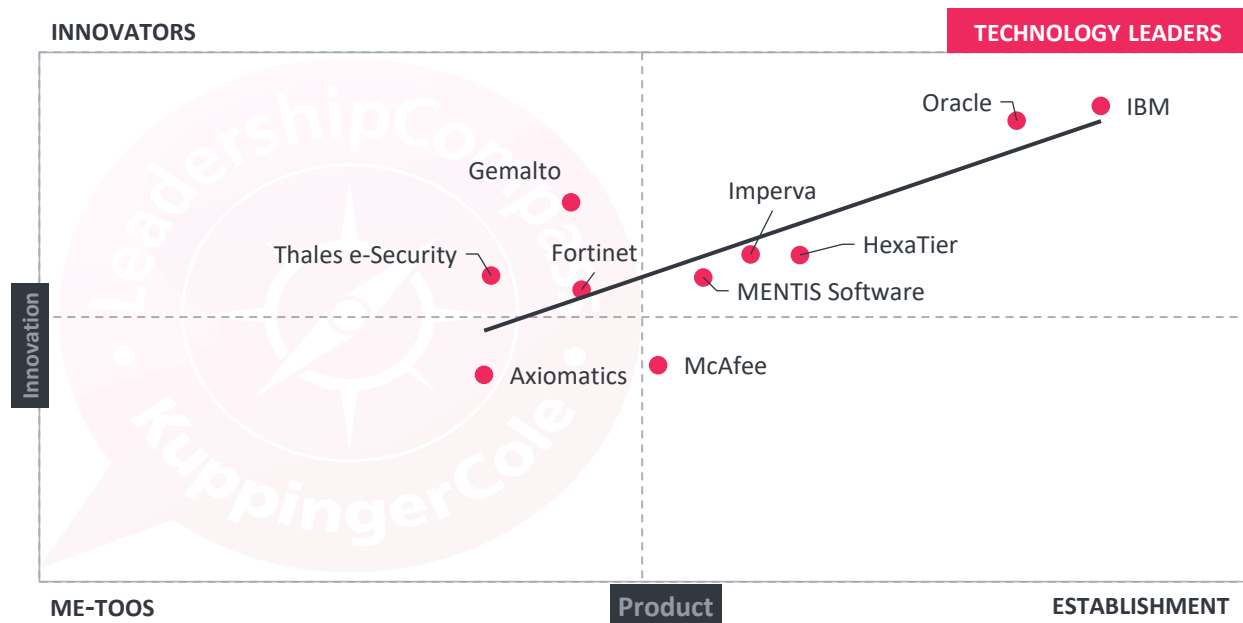 INNOVATORS
TECHNOLOGY LEADERS
Oracle
IBM
Gemalto
Imperva
Thales e-Security
Fortinet
HexaTier
MENTIS Software
Innovation
Axiomatics
McAfee
LeadershipCompass
KuppingerCole
ME-TOOS
Product
ESTABLISHMENT